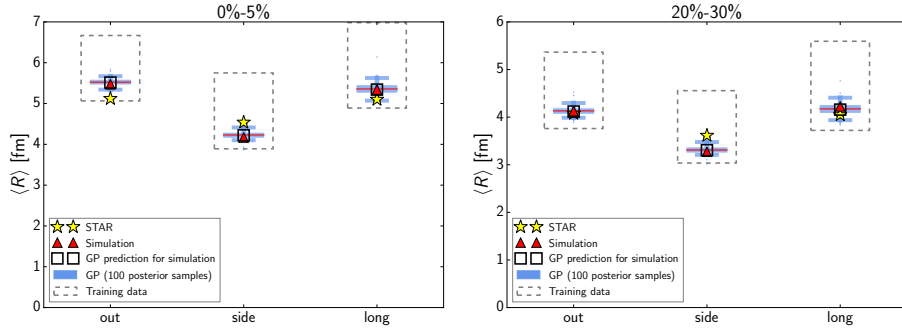 0%-5%
7
6
5
4
3
2
1
0
⟨R⟩ [fm]
STAR
Simulation
GP prediction for simulation
GP (100 posterior samples)
Training data
out side long
20%-30%
6
5
4
3
2
1
0
⟨R⟩ [fm]
STAR
Simulation
GP prediction for simulation
GP (100 posterior samples)
Training data
out side long